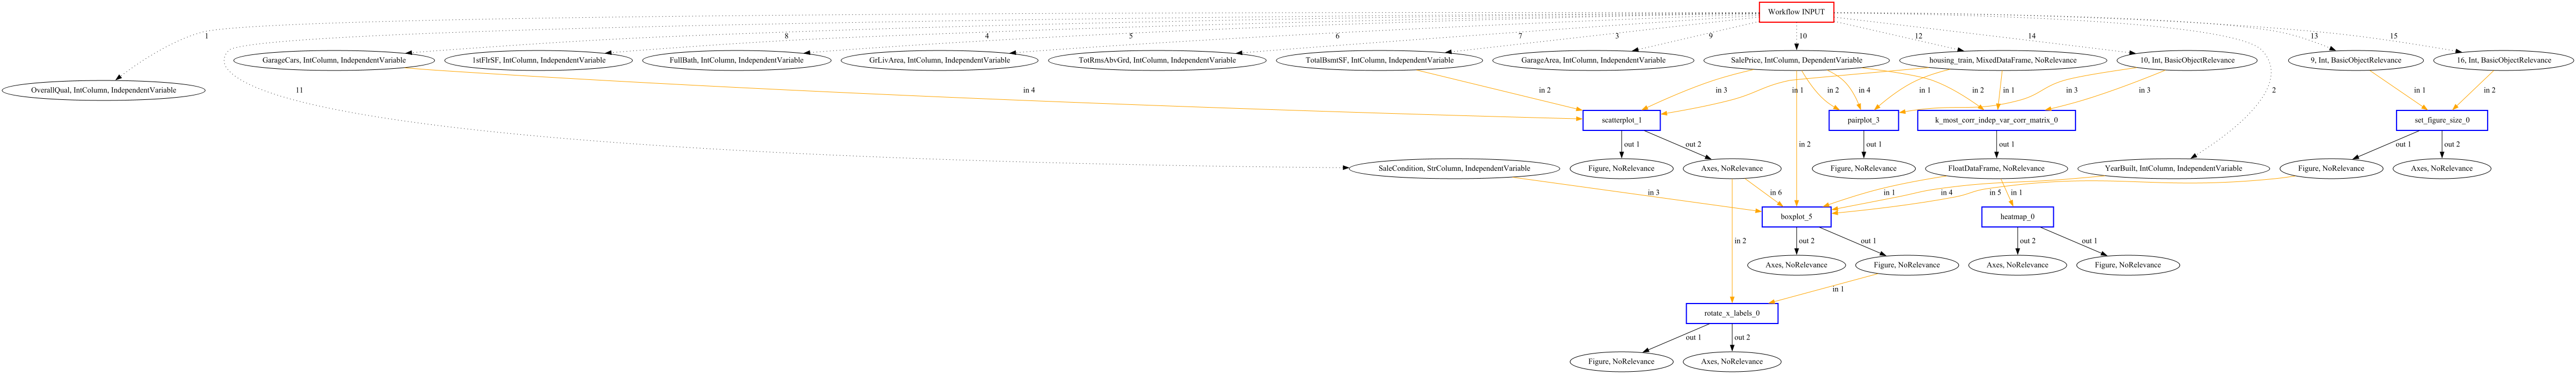 Workflow INPUT
1
8
4
5
6
7
3
9
10
12
14
13
15
GarageCars, IntColumn, IndependentVariable
1stFlrSF, IntColumn, IndependentVariable
FullBath, IntColumn, IndependentVariable
GrLivArea, IntColumn, IndependentVariable
TotRmsAbvGrd, IntColumn, IndependentVariable
TotalBsmtSF, IntColumn, IndependentVariable
GarageArea, IntColumn, IndependentVariable
SalePrice, IntColumn, DependentVariable
housing_train, MixedDataFrame, NoRelevance
10, Int, BasicObjectRelevance
9, Int, BasicObjectRelevance
16, Int, BasicObjectRelevance
OverallQual, IntColumn, IndependentVariable
11
in 4
in 2
in 3
in 1
in 2
in 4
in 1
in 2
in 1
in 3
in 3
2
in 1
in 2
scatterplot_1
pairplot_3
k_most_corr_indep_var_corr_matrix_0
set_figure_size_0
out 1
out 2
in 2
out 1
out 1
out 1
out 2
SaleCondition, StrColumn, IndependentVariable
Figure, NoRelevance
Axes, NoRelevance
Figure, NoRelevance
FloatDataFrame, NoRelevance
YearBuilt, IntColumn, IndependentVariable
Figure, NoRelevance
Axes, NoRelevance
in 3
in 6
in 1
in 4
in 5
in 1
boxplot_5
heatmap_0
in 2
out 2
out 1
out 2
out 1
Axes, NoRelevance
Figure, NoRelevance
Axes, NoRelevance
Figure, NoRelevance
in 1
rotate_x_labels_0
out 1
out 2
Figure, NoRelevance
Axes, NoRelevance